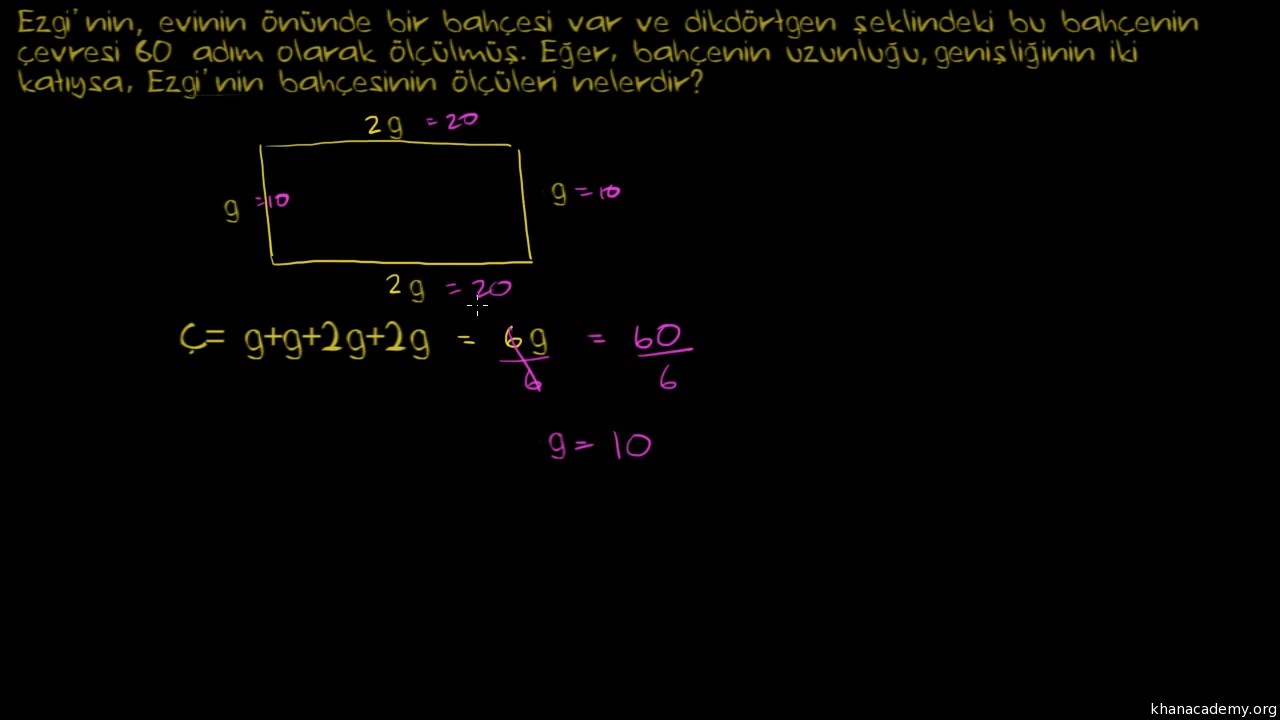 Ezgi'nin, evinin önünde bir bahçesi var ve dikdörtgen şeklindeki bu bahçenin
çevresi 60 adım olarak ölçülmüş. Eğer, bahçenin uzunluğu, genişliğinin iki
katıysa, Ezgi'nin bahçesinin ölçüleri nelerdir?
2g = 20
g = 10
g = 10
2g = 20
Ç = g+g+2g+2g = 6g = 60
6 6
g = 10
khanacademy.org